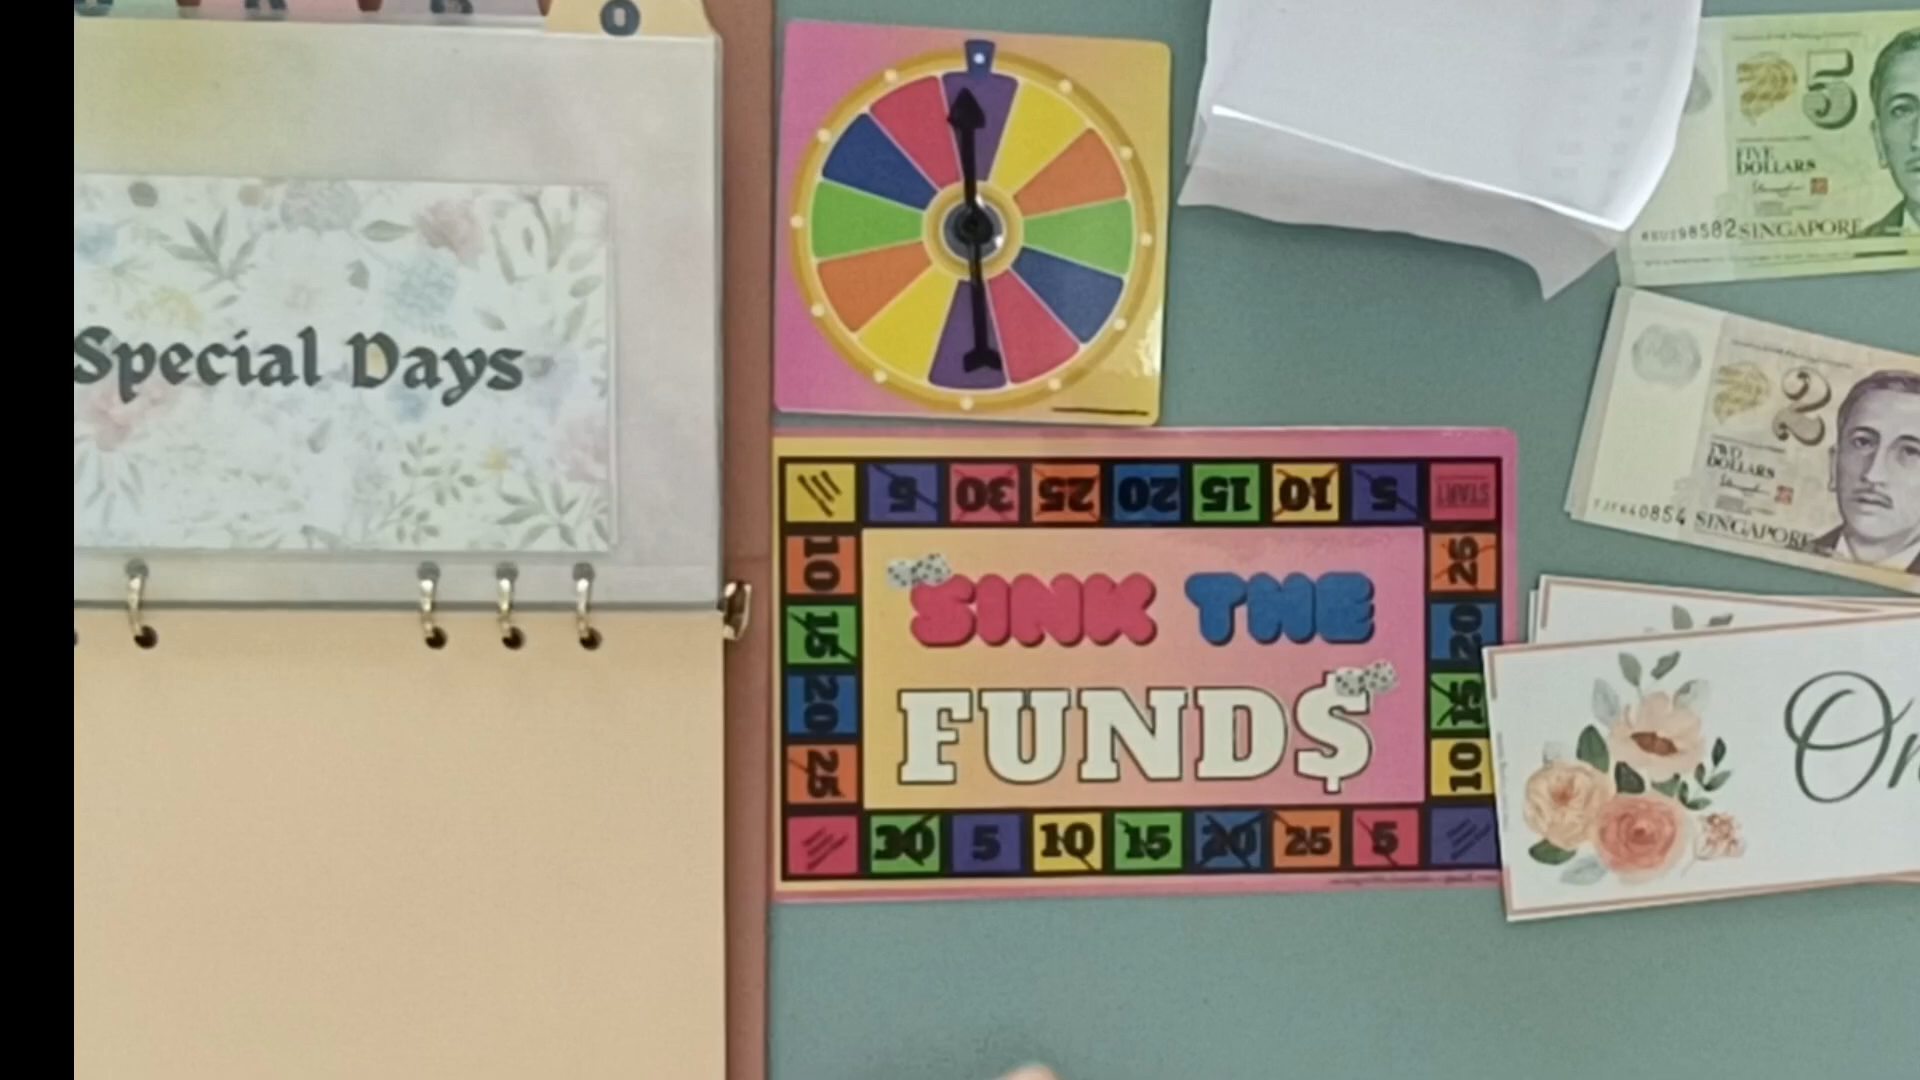 O
Special Days
5
FIVE
DOLLARS
SINGAPORE
2
TWO
DOLLARS
SINGAPORE
5 30 25 20 15 10 5 START
10
15
20
25
25
20
15
10
SINK THE
FUND$
30 5 10 15 20 25 5